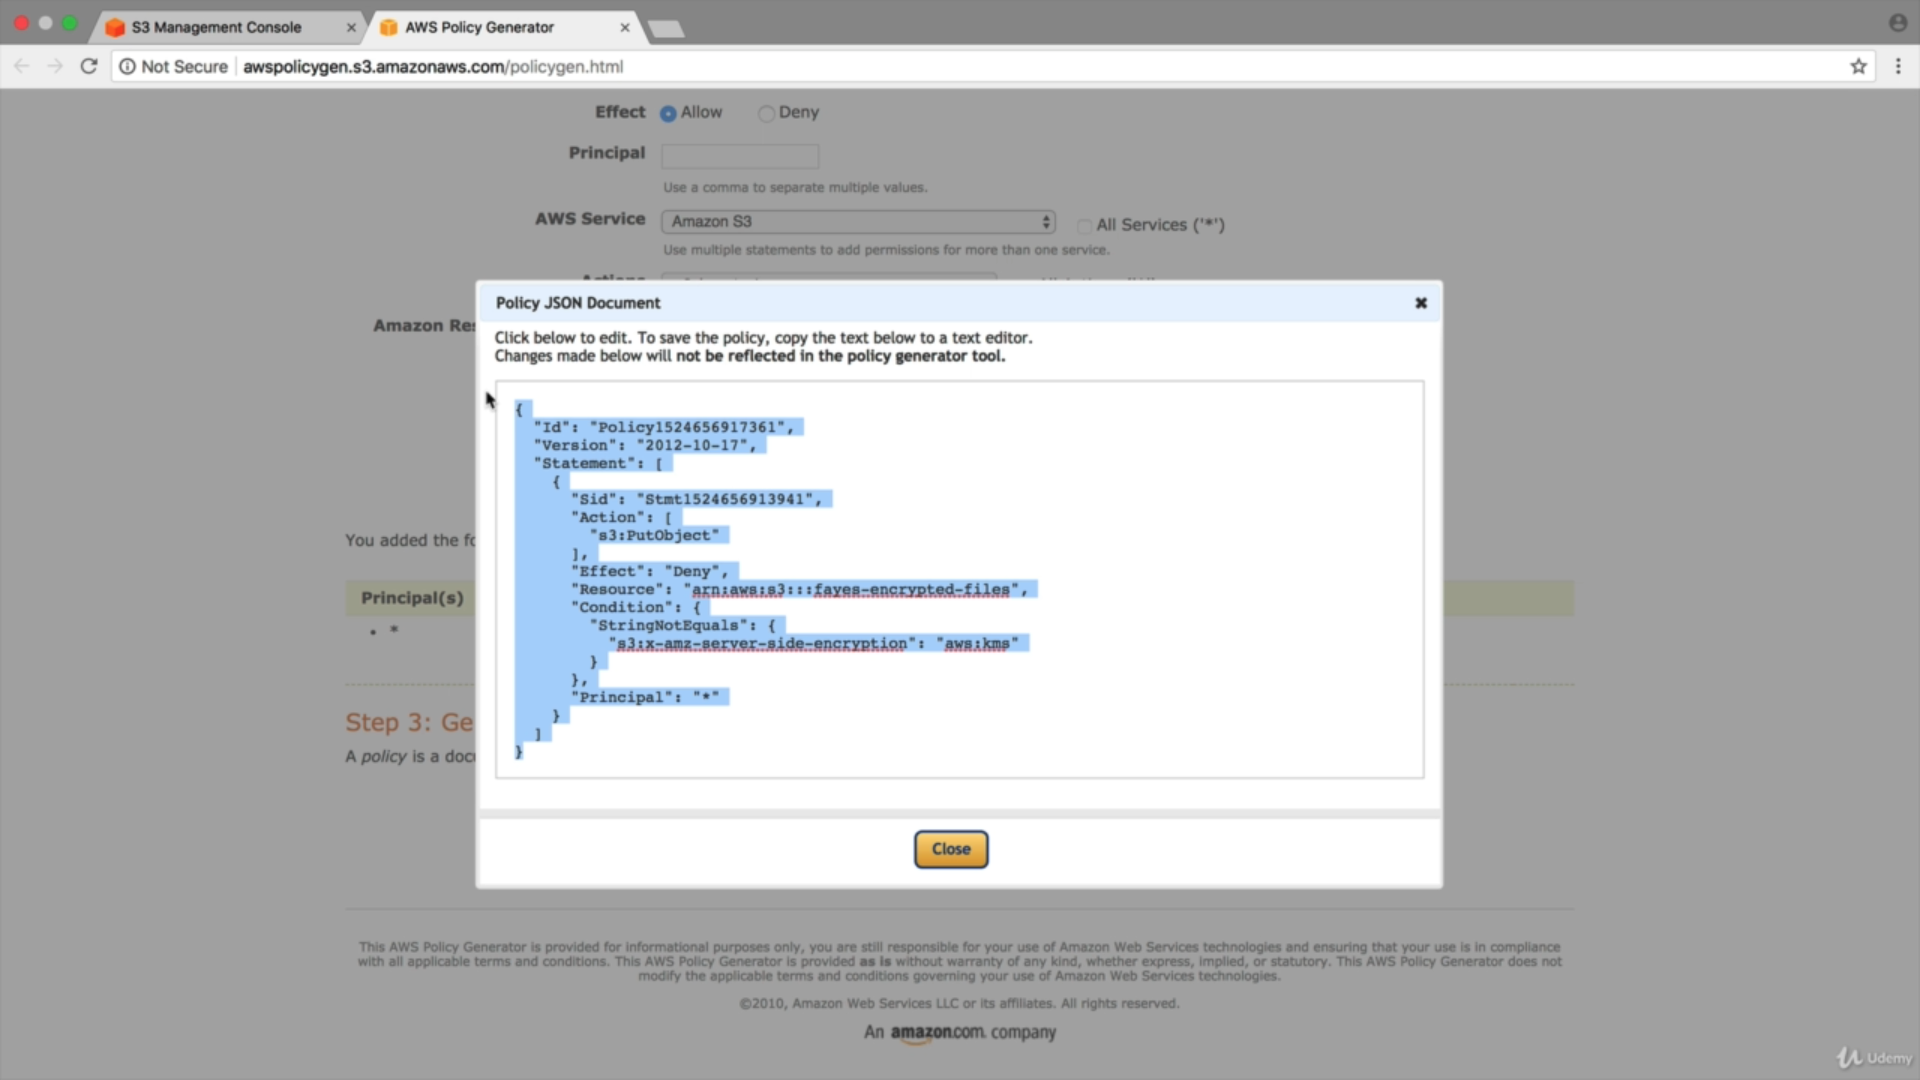 S3 Management Console
AWS Policy Generator
Not Secure awspolicygen.s3.amazonaws.com/policygen.html
Effect Allow Deny
Principal
Use a comma to separate multiple values.
AWS Service Amazon S3 All Services ('*')
Use multiple statements to add permissions for more than one service.
Policy JSON Document
Amazon Res
Click below to edit. To save the policy, copy the text below to a text editor.
Changes made below will not be reflected in the policy generator tool.
{
"Id": "Policy1524656917361",
"Version": "2012-10-17",
"Statement": [
{
"Sid": "Stmt1524656913941",
"Action": [
"s3:PutObject"
],
"Effect": "Deny",
"Resource": "arn:aws:s3:::fayes-encrypted-files",
"Condition": {
"StringNotEquals": {
"s3:x-amz-server-side-encryption": "aws:kms"
}
},
"Principal": "*"
}
]
}
You added the fo
Principal(s)
• *
Step 3: Ge
A policy is a docu
Close
This AWS Policy Generator is provided for informational purposes only, you are still responsible for your use of Amazon Web Services technologies and ensuring that your use is in compliance
with all applicable terms and conditions. This AWS Policy Generator is provided as is without warranty of any kind, whether express, implied, or statutory. This AWS Policy Generator does not
modify the applicable terms and conditions governing your use of Amazon Web Services technologies.
©2010, Amazon Web Services LLC or its affiliates. All rights reserved.
An amazon.com. company
Udemy